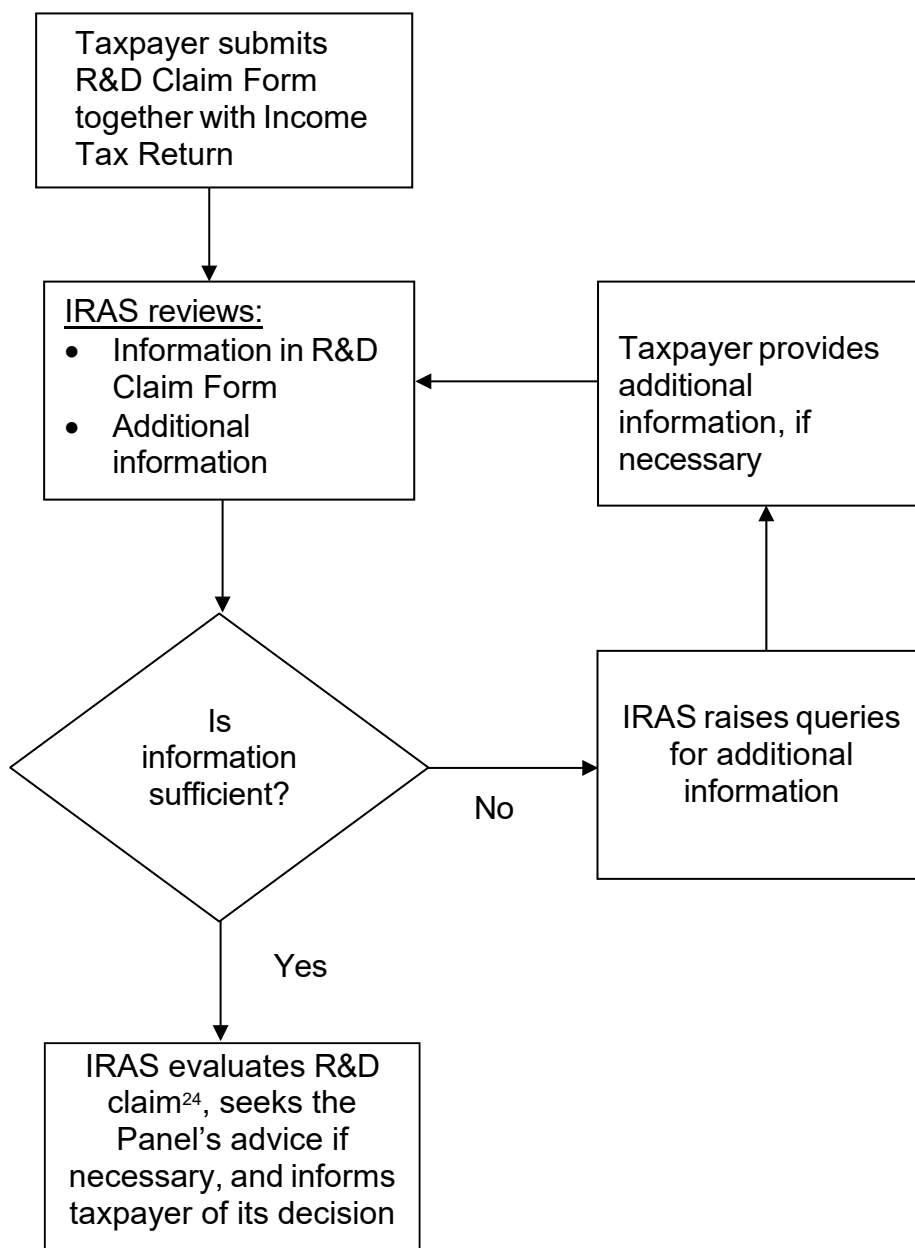 Taxpayer submits
R&D Claim Form
together with Income
Tax Return
IRAS reviews:
• Information in R&D
Claim Form
• Additional
information
Taxpayer provides
additional
information, if
necessary
Is
information
sufficient?
No
IRAS raises queries
for additional
information
Yes
IRAS evaluates R&D
claim²⁴, seeks the
Panel's advice if
necessary, and informs
taxpayer of its decision